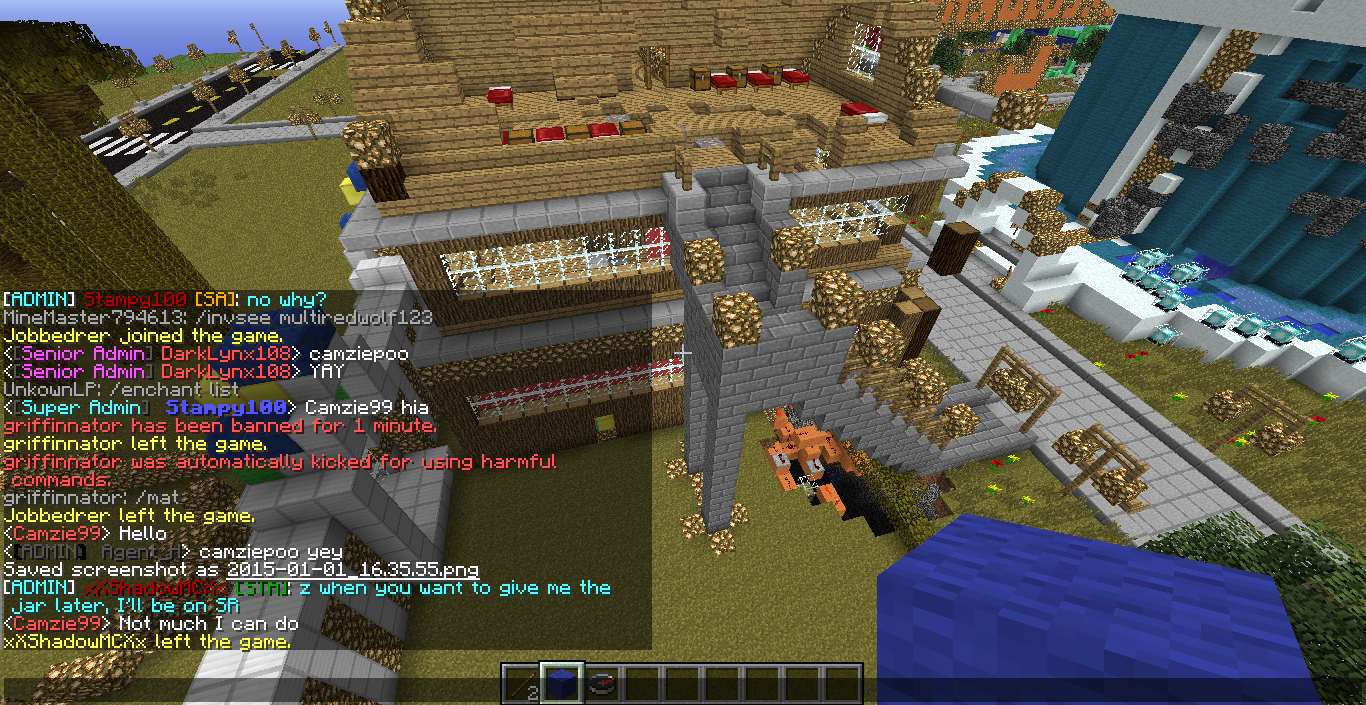 [ADMIN] Stampy100 [SA]: no why?
MineMaster794613: /invsee multiredwolf123
Jobbedrer joined the game.
<[Senior Admin] DarkLynx108> camziepoo
<[Senior Admin] DarkLynx108> YAY
UnkownLP: /enchant list
<[Super Admin] Stampy100> Camzie99 hia
griffinnator has been banned for 1 minute.
griffinnator left the game.
griffinnator was automatically kicked for using harmful
commands.
griffinnator: /mat
Jobbedrer left the game.
<Camzie99> Hello
<[ADMIN] Agent_H> camziepoo yey
Saved screenshot as 2015-01-01_16.35.55.png
[ADMIN] xXShadowMCXx [STA]: z when you want to give me the
jar later, I'll be on SA
<Camzie99> Not much I can do
xXShadowMCXx left the game.
2